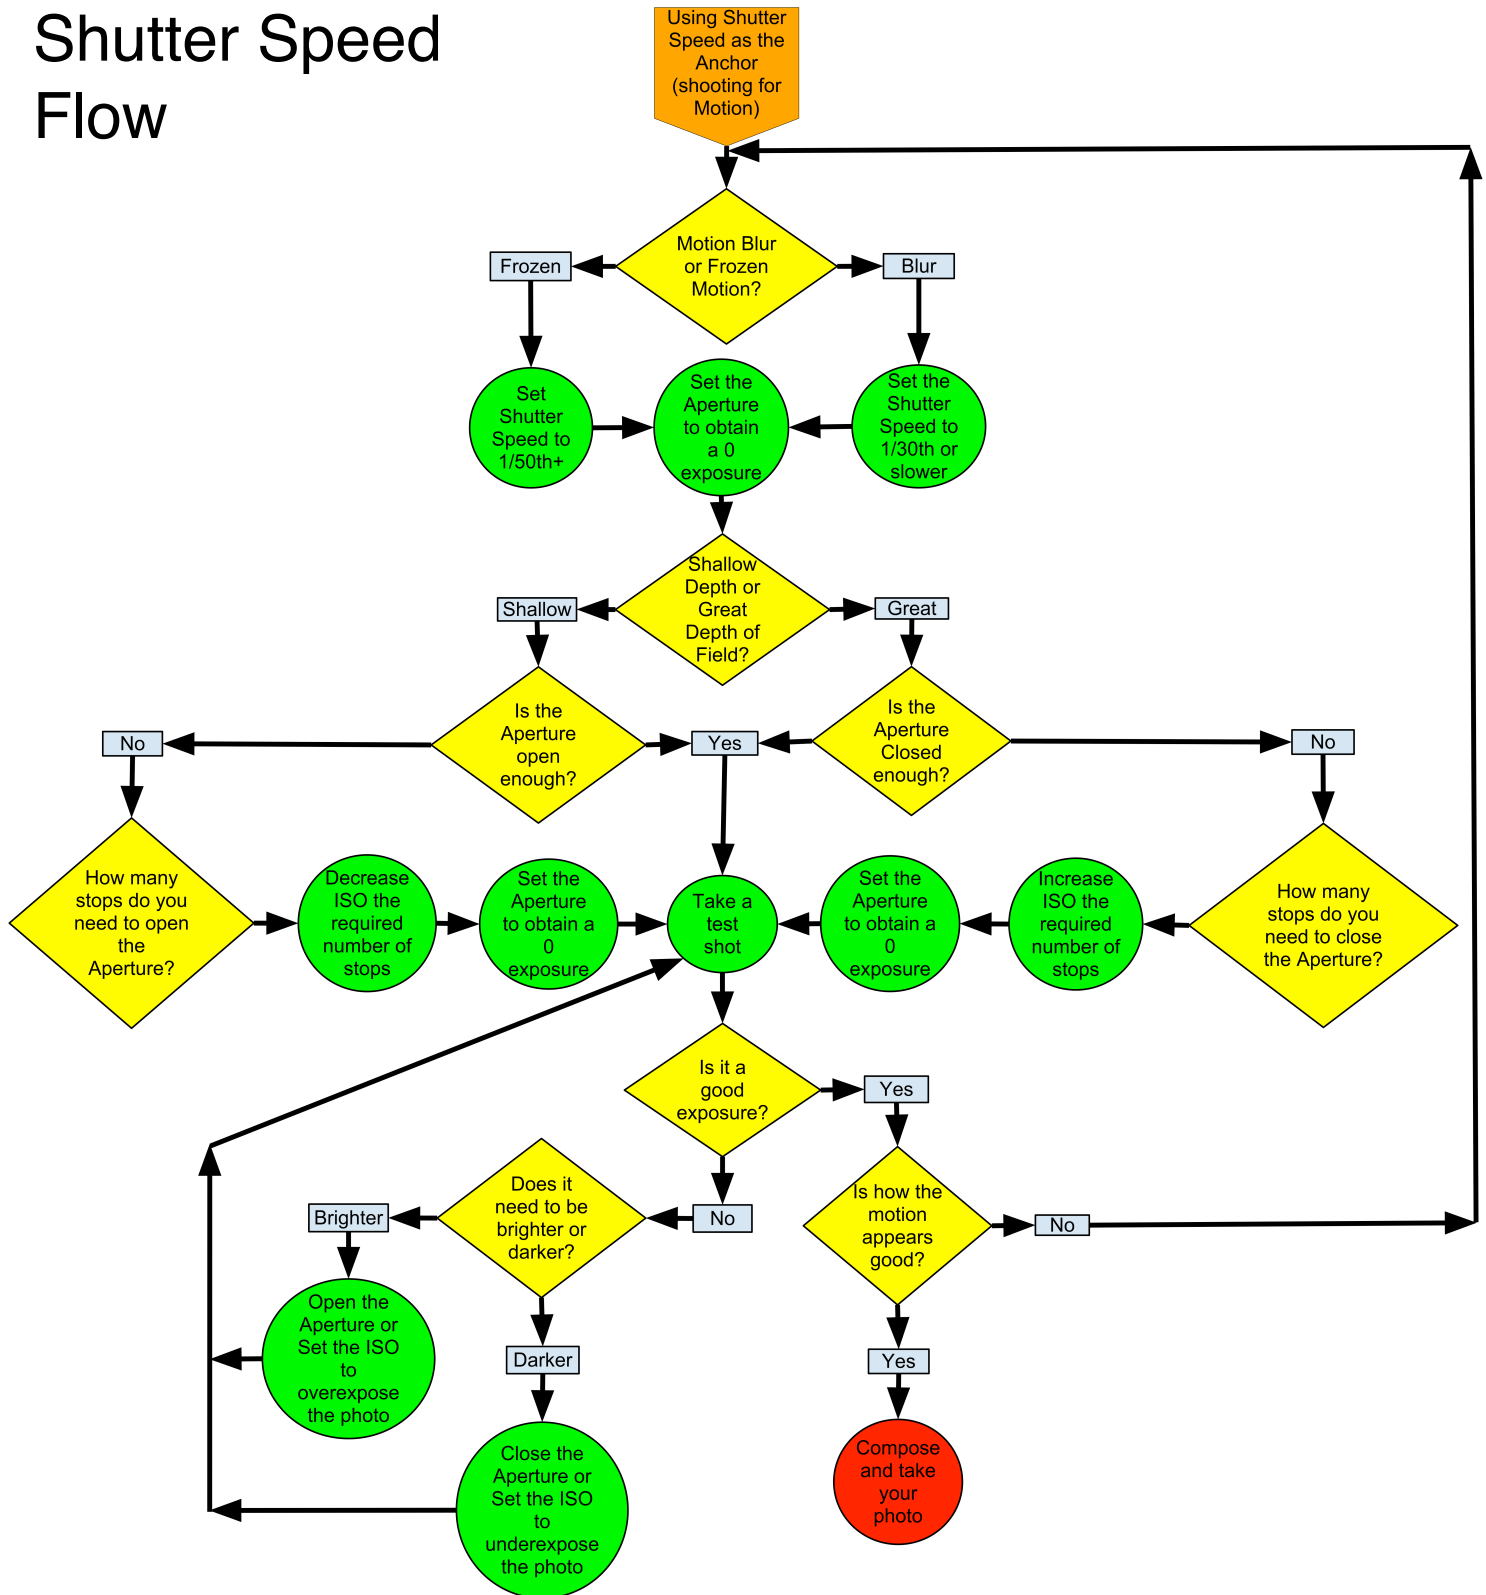 Shutter Speed
Flow
Using Shutter
Speed as the
Anchor
(shooting for
Motion)
Motion Blur
or Frozen
Motion?
Frozen
Blur
Set
Shutter
Speed to
1/50th+
Set the
Aperture
to obtain
a 0
exposure
Set the
Shutter
Speed to
1/30th or
slower
Shallow
Depth or
Great
Depth of
Field?
Shallow
Great
Is the
Aperture
open
enough?
Is the
Aperture
Closed
enough?
No
Yes
No
How many
stops do you
need to open
the
Aperture?
Decrease
ISO the
required
number of
stops
Set the
Aperture
to obtain a
0
exposure
Take a
test
shot
Set the
Aperture
to obtain a
0
exposure
Increase
ISO the
required
number of
stops
How many
stops do you
need to close
the Aperture?
Is it a
good
exposure?
Yes
No
Does it
need to be
brighter or
darker?
Brighter
Is how the
motion
appears
good?
No
Open the
Aperture or
Set the ISO
to
overexpose
the photo
Darker
Yes
Close the
Aperture or
Set the ISO
to
underexpose
the photo
Compose
and take
your
photo